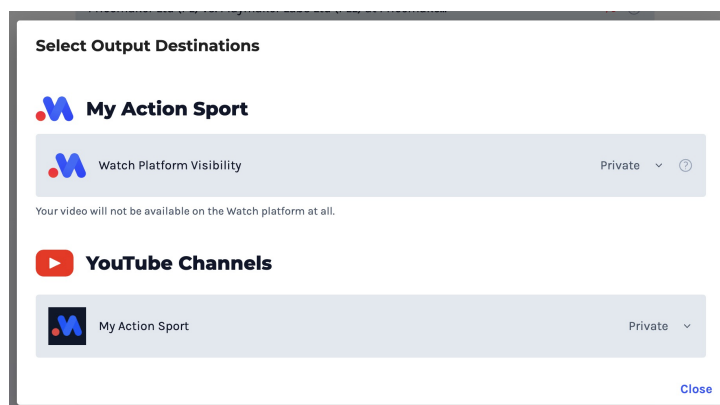 Select Output Destinations
My Action Sport
Watch Platform Visibility
Private
Your video will not be available on the Watch platform at all.
YouTube Channels
My Action Sport
Private
Close